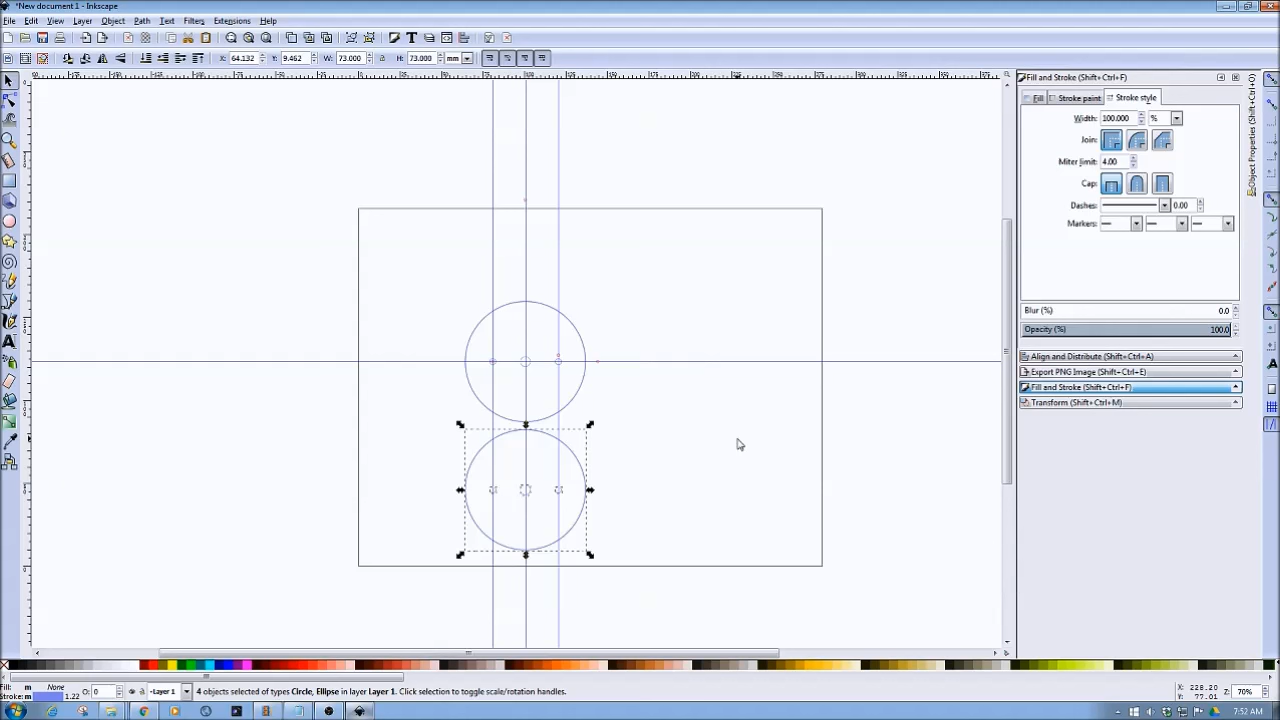 *New document 1 - Inkscape
File Edit View Layer Object Path Text Filters Extensions Help
X: 64.132 Y: 9.462 W: 73.000 H: 73.000 mm
Fill and Stroke (Shift+Ctrl+F)
Fill Stroke paint Stroke style
Width: 100.000 %
Join:
Miter limit: 4.00
Cap:
Dashes: 0.00
Markers:
Object Properties (Shift+Ctrl+O)
Blur (%) 0.0
Opacity (%) 100.0
Align and Distribute (Shift+Ctrl+A)
Export PNG Image (Shift+Ctrl+E)
Fill and Stroke (Shift+Ctrl+F)
Transform (Shift+Ctrl+M)
Fill: m None
Stroke: m 1.22 O: 0 -Layer 1 4 objects selected of types Circle, Ellipse in layer Layer 1. Click selection to toggle scale/rotation handles.
X: 228.20
Y: 77.01 Z: 70%
7:52 AM